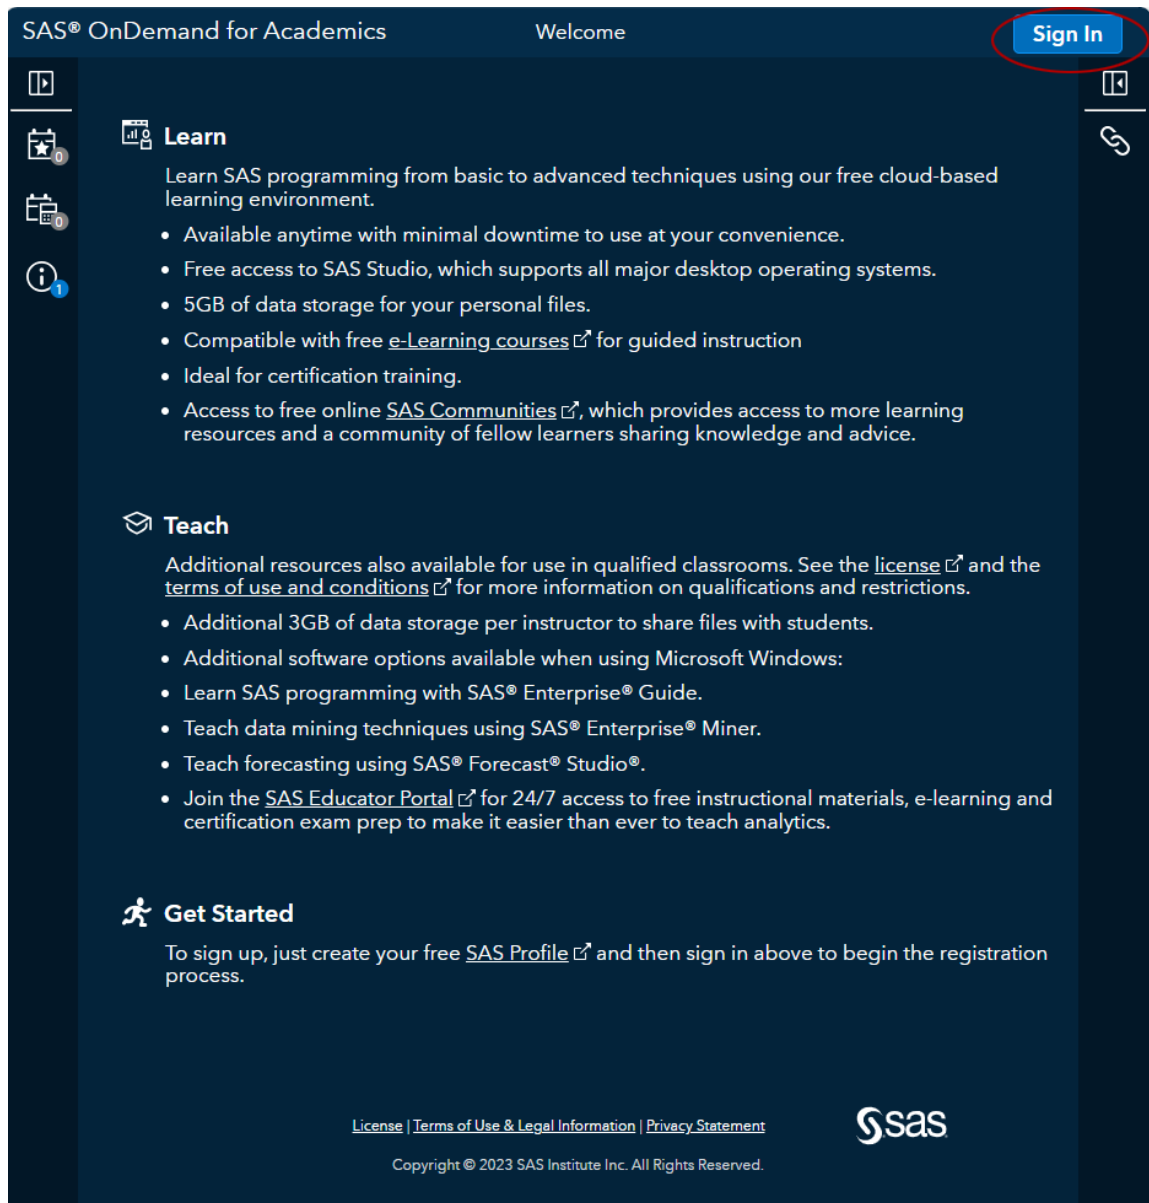 SAS® OnDemand for Academics
Welcome
Sign In
0
0
1
Learn
Learn SAS programming from basic to advanced techniques using our free cloud-based
learning environment.
• Available anytime with minimal downtime to use at your convenience.
• Free access to SAS Studio, which supports all major desktop operating systems.
• 5GB of data storage for your personal files.
• Compatible with free e-Learning courses for guided instruction
• Ideal for certification training.
• Access to free online SAS Communities, which provides access to more learning
resources and a community of fellow learners sharing knowledge and advice.
Teach
Additional resources also available for use in qualified classrooms. See the license and the
terms of use and conditions for more information on qualifications and restrictions.
• Additional 3GB of data storage per instructor to share files with students.
• Additional software options available when using Microsoft Windows:
• Learn SAS programming with SAS® Enterprise® Guide.
• Teach data mining techniques using SAS® Enterprise® Miner.
• Teach forecasting using SAS® Forecast® Studio®.
• Join the SAS Educator Portal for 24/7 access to free instructional materials, e-learning and
certification exam prep to make it easier than ever to teach analytics.
Get Started
To sign up, just create your free SAS Profile and then sign in above to begin the registration
process.
License | Terms of Use & Legal Information | Privacy Statement
sas
Copyright © 2023 SAS Institute Inc. All Rights Reserved.